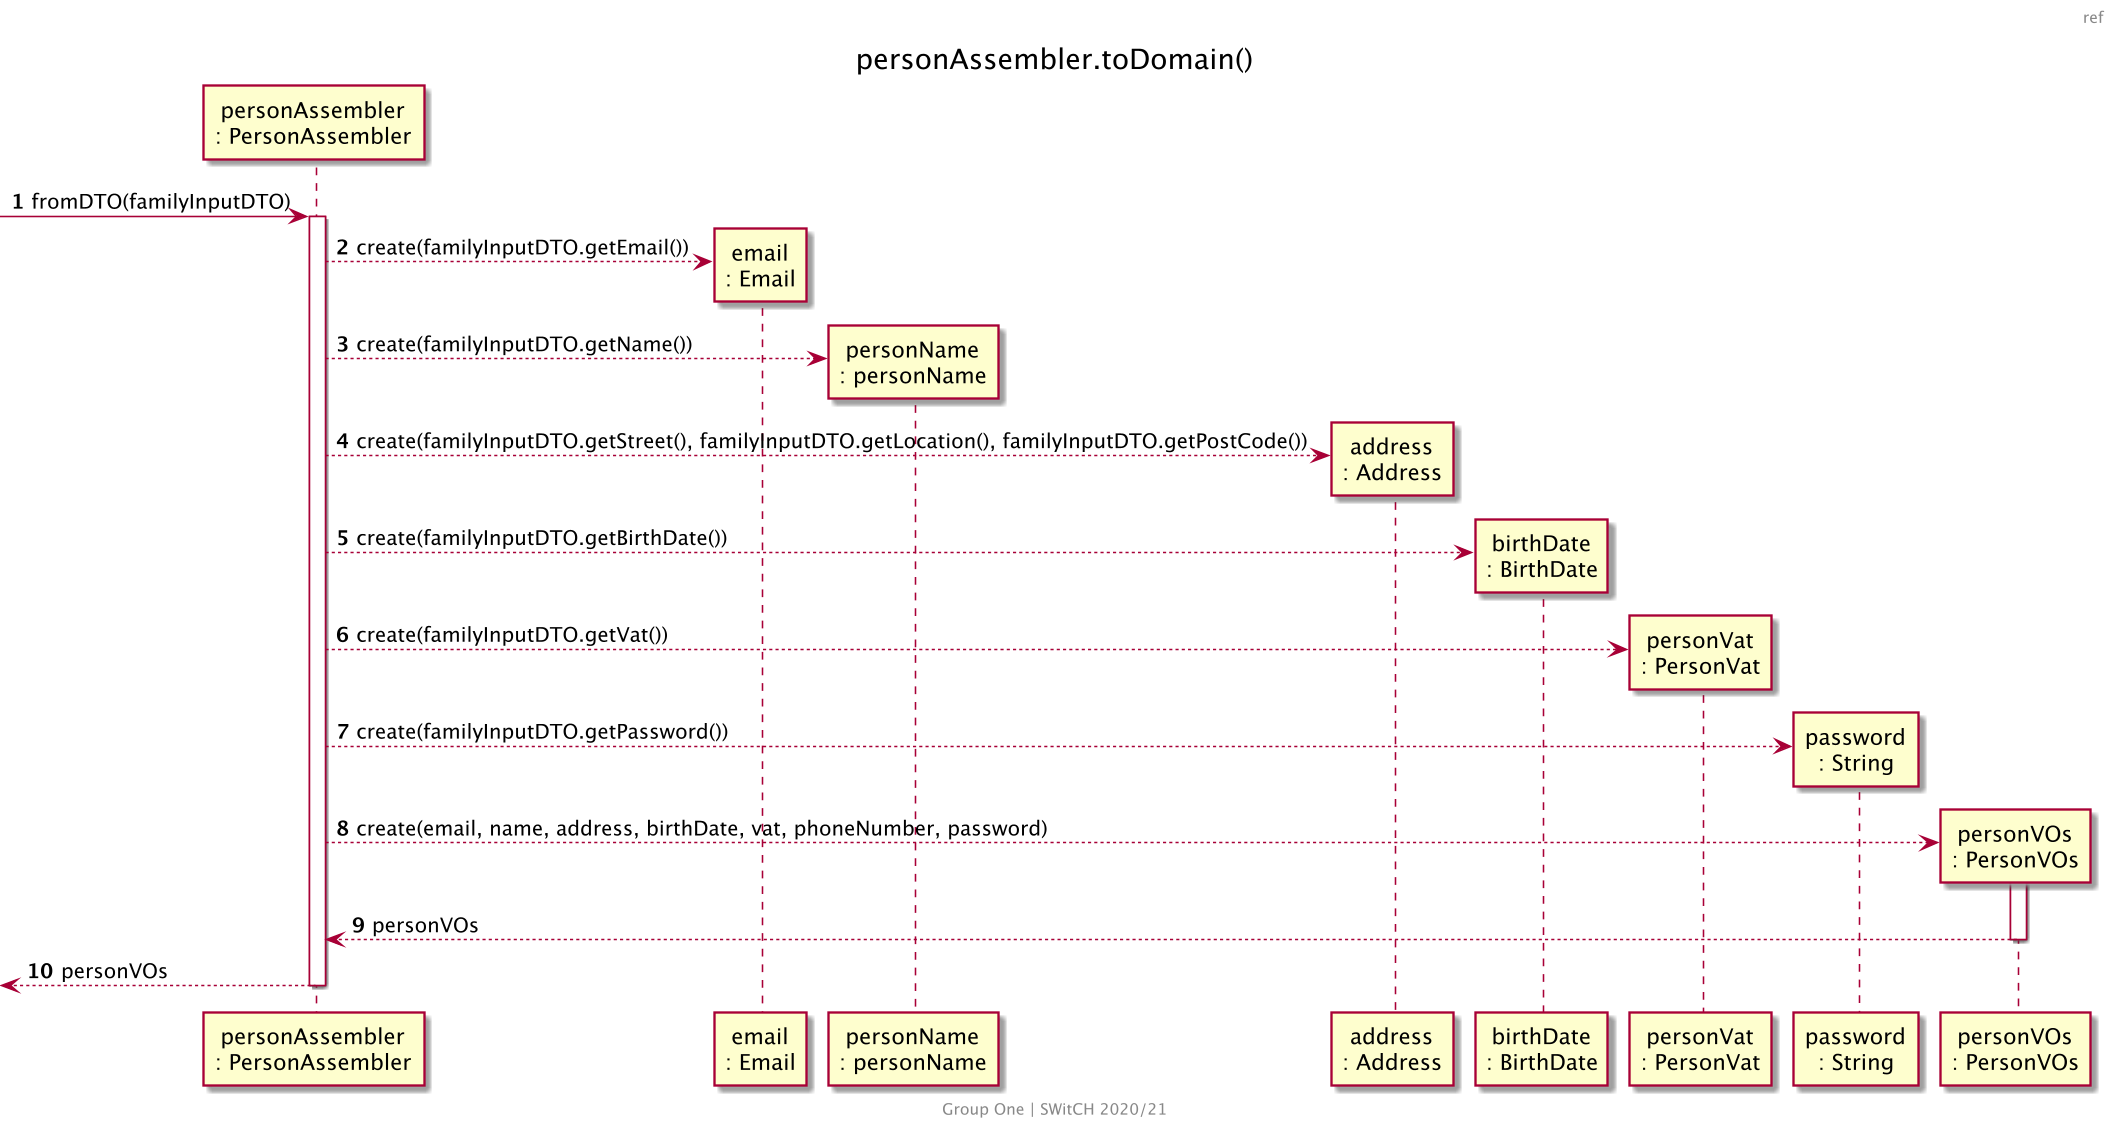 ref
personAssembler.toDomain()
personAssembler
: PersonAssembler
1 fromDTO(familyInputDTO)
2 create(familyInputDTO.getEmail())
email
: Email
3 create(familyInputDTO.getName())
personName
: personName
4 create(familyInputDTO.getStreet(), familyInputDTO.getLocation(), familyInputDTO.getPostCode())
address
: Address
5 create(familyInputDTO.getBirthDate())
birthDate
: BirthDate
6 create(familyInputDTO.getVat())
personVat
: PersonVat
7 create(familyInputDTO.getPassword())
password
: String
8 create(email, name, address, birthDate, vat, phoneNumber, password)
personVOs
: PersonVOs
9 personVOs
10 personVOs
personAssembler
: PersonAssembler
email
: Email
personName
: personName
address
: Address
birthDate
: BirthDate
personVat
: PersonVat
password
: String
personVOs
: PersonVOs
Group One | SWitCH 2020/21